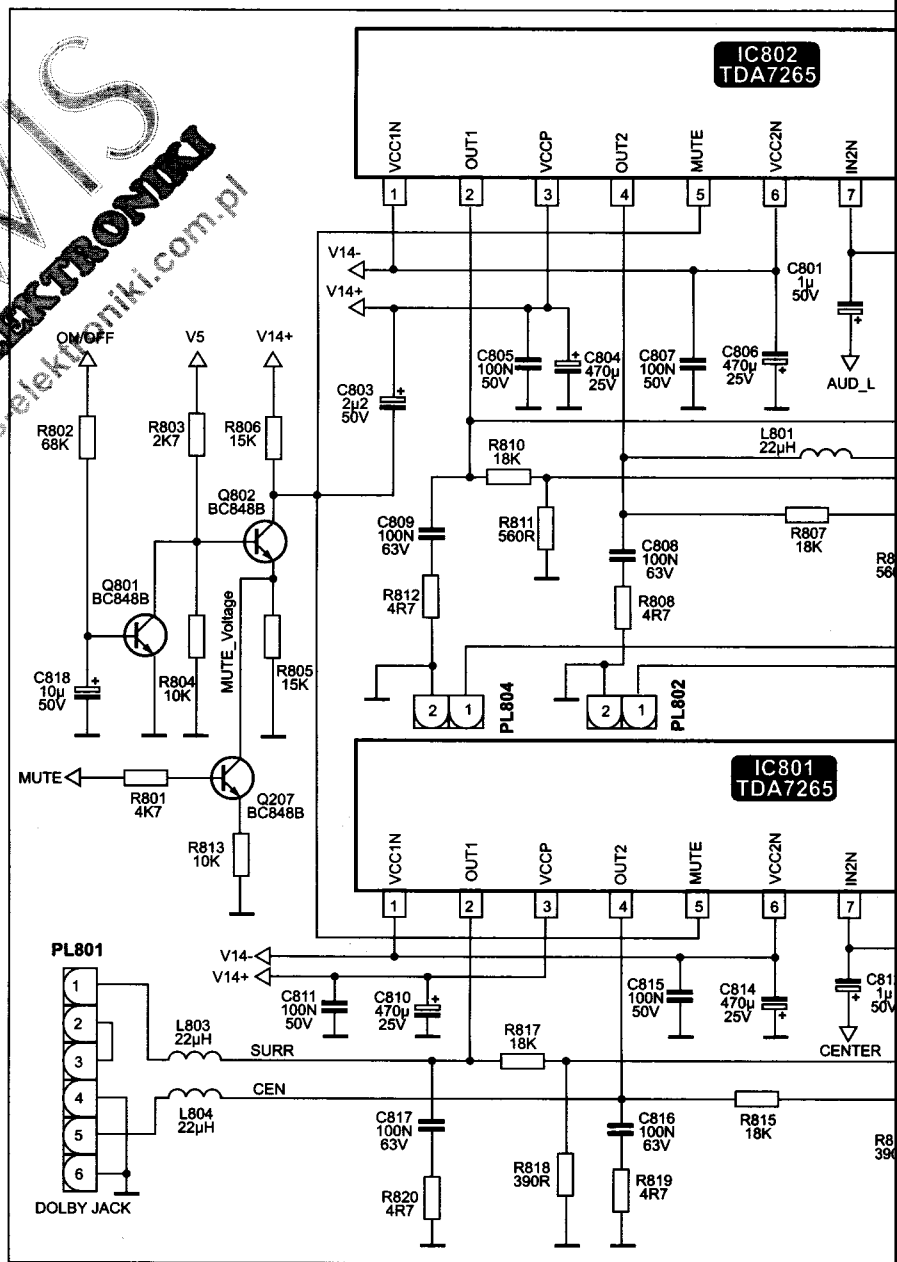 VIS
ELEKTRONIKI
elektroniki.com.pl
IC802
TDA7265
VCC1N
OUT1
VCCP
OUT2
MUTE
VCC2N
IN2N
1
2
3
4
5
6
7
V14-
V14+
C801
1µ
50V
AUD_L
C805
100N
50V
C804
470µ
25V
C807
100N
50V
C806
470µ
25V
C803
2µ2
50V
ON/OFF
V5
V14+
R802
68K
R803
2K7
R806
15K
Q802
BC848B
Q801
BC848B
R810
18K
L801
22µH
C809
100N
63V
R811
560R
C808
100N
63V
R807
18K
R812
4R7
R808
4R7
MUTE_Voltage
C818
10µ
50V
R804
10K
R805
15K
2
1
PL804
2
1
PL802
MUTE
R801
4K7
Q207
BC848B
R813
10K
IC801
TDA7265
VCC1N
OUT1
VCCP
OUT2
MUTE
VCC2N
IN2N
1
2
3
4
5
6
7
V14-
V14+
C811
100N
50V
C810
470µ
25V
C815
100N
50V
C814
470µ
25V
1µ
50V
CENTER
PL801
1
2
3
4
5
6
DOLBY JACK
L803
22µH
SURR
L804
22µH
CEN
R817
18K
C817
100N
63V
C816
100N
63V
R815
18K
R820
4R7
R818
390R
R819
4R7